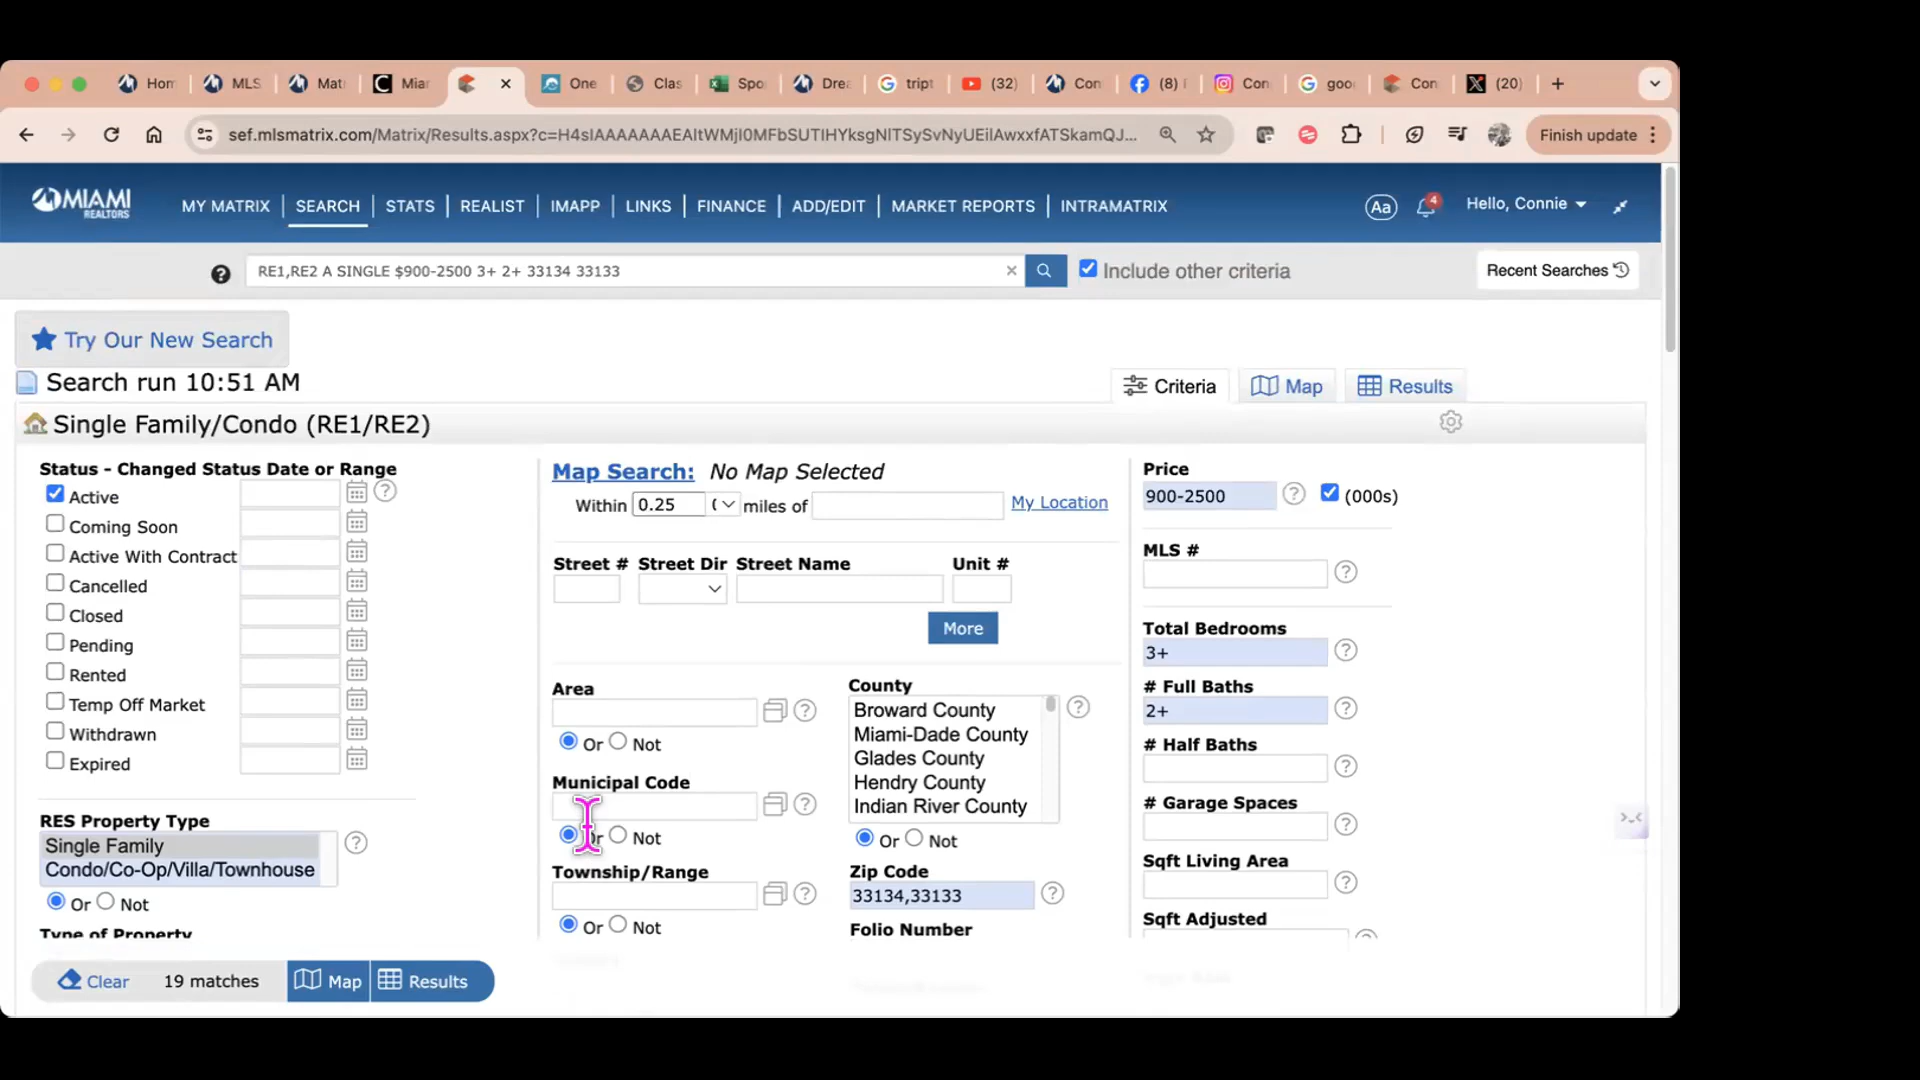 Hom
MLS
Mat
Miar
One
Clas
Spo
Drea
tript
(32)
Con
(8)
Con
goo
Con
(20)
sef.mlsmatrix.com/Matrix/Results.aspx?c=
Finish update
MIAMI
REALTORS
MY MATRIX
SEARCH
STATS
REALIST
IMAPP
LINKS
FINANCE
ADD/EDIT
MARKET REPORTS
INTRAMATRIX
Aa
4
Hello, Connie
RE1,RE2 A SINGLE $900-2500 3+ 2+ 33134 33133
Include other criteria
Recent Searches
Try Our New Search
Search run 10:51 AM
Criteria
Map
Results
Single Family/Condo (RE1/RE2)
Status - Changed Status Date or Range
Active
Coming Soon
Active With Contract
Cancelled
Closed
Pending
Rented
Temp Off Market
Withdrawn
Expired
RES Property Type
Single Family
Condo/Co-Op/Villa/Townhouse
Or Not
Type of Property
Map Search: No Map Selected
Within 0.25 miles of
My Location
Street # Street Dir Street Name Unit #
More
Area
Or Not
Municipal Code
Or Not
Township/Range
Or Not
County
Broward County
Miami-Dade County
Glades County
Hendry County
Indian River County
Or Not
Zip Code
33134,33133
Folio Number
Price
900-2500
(000s)
MLS #
Total Bedrooms
3+
# Full Baths
2+
# Half Baths
# Garage Spaces
Sqft Living Area
Sqft Adjusted
Clear
19 matches
Map
Results